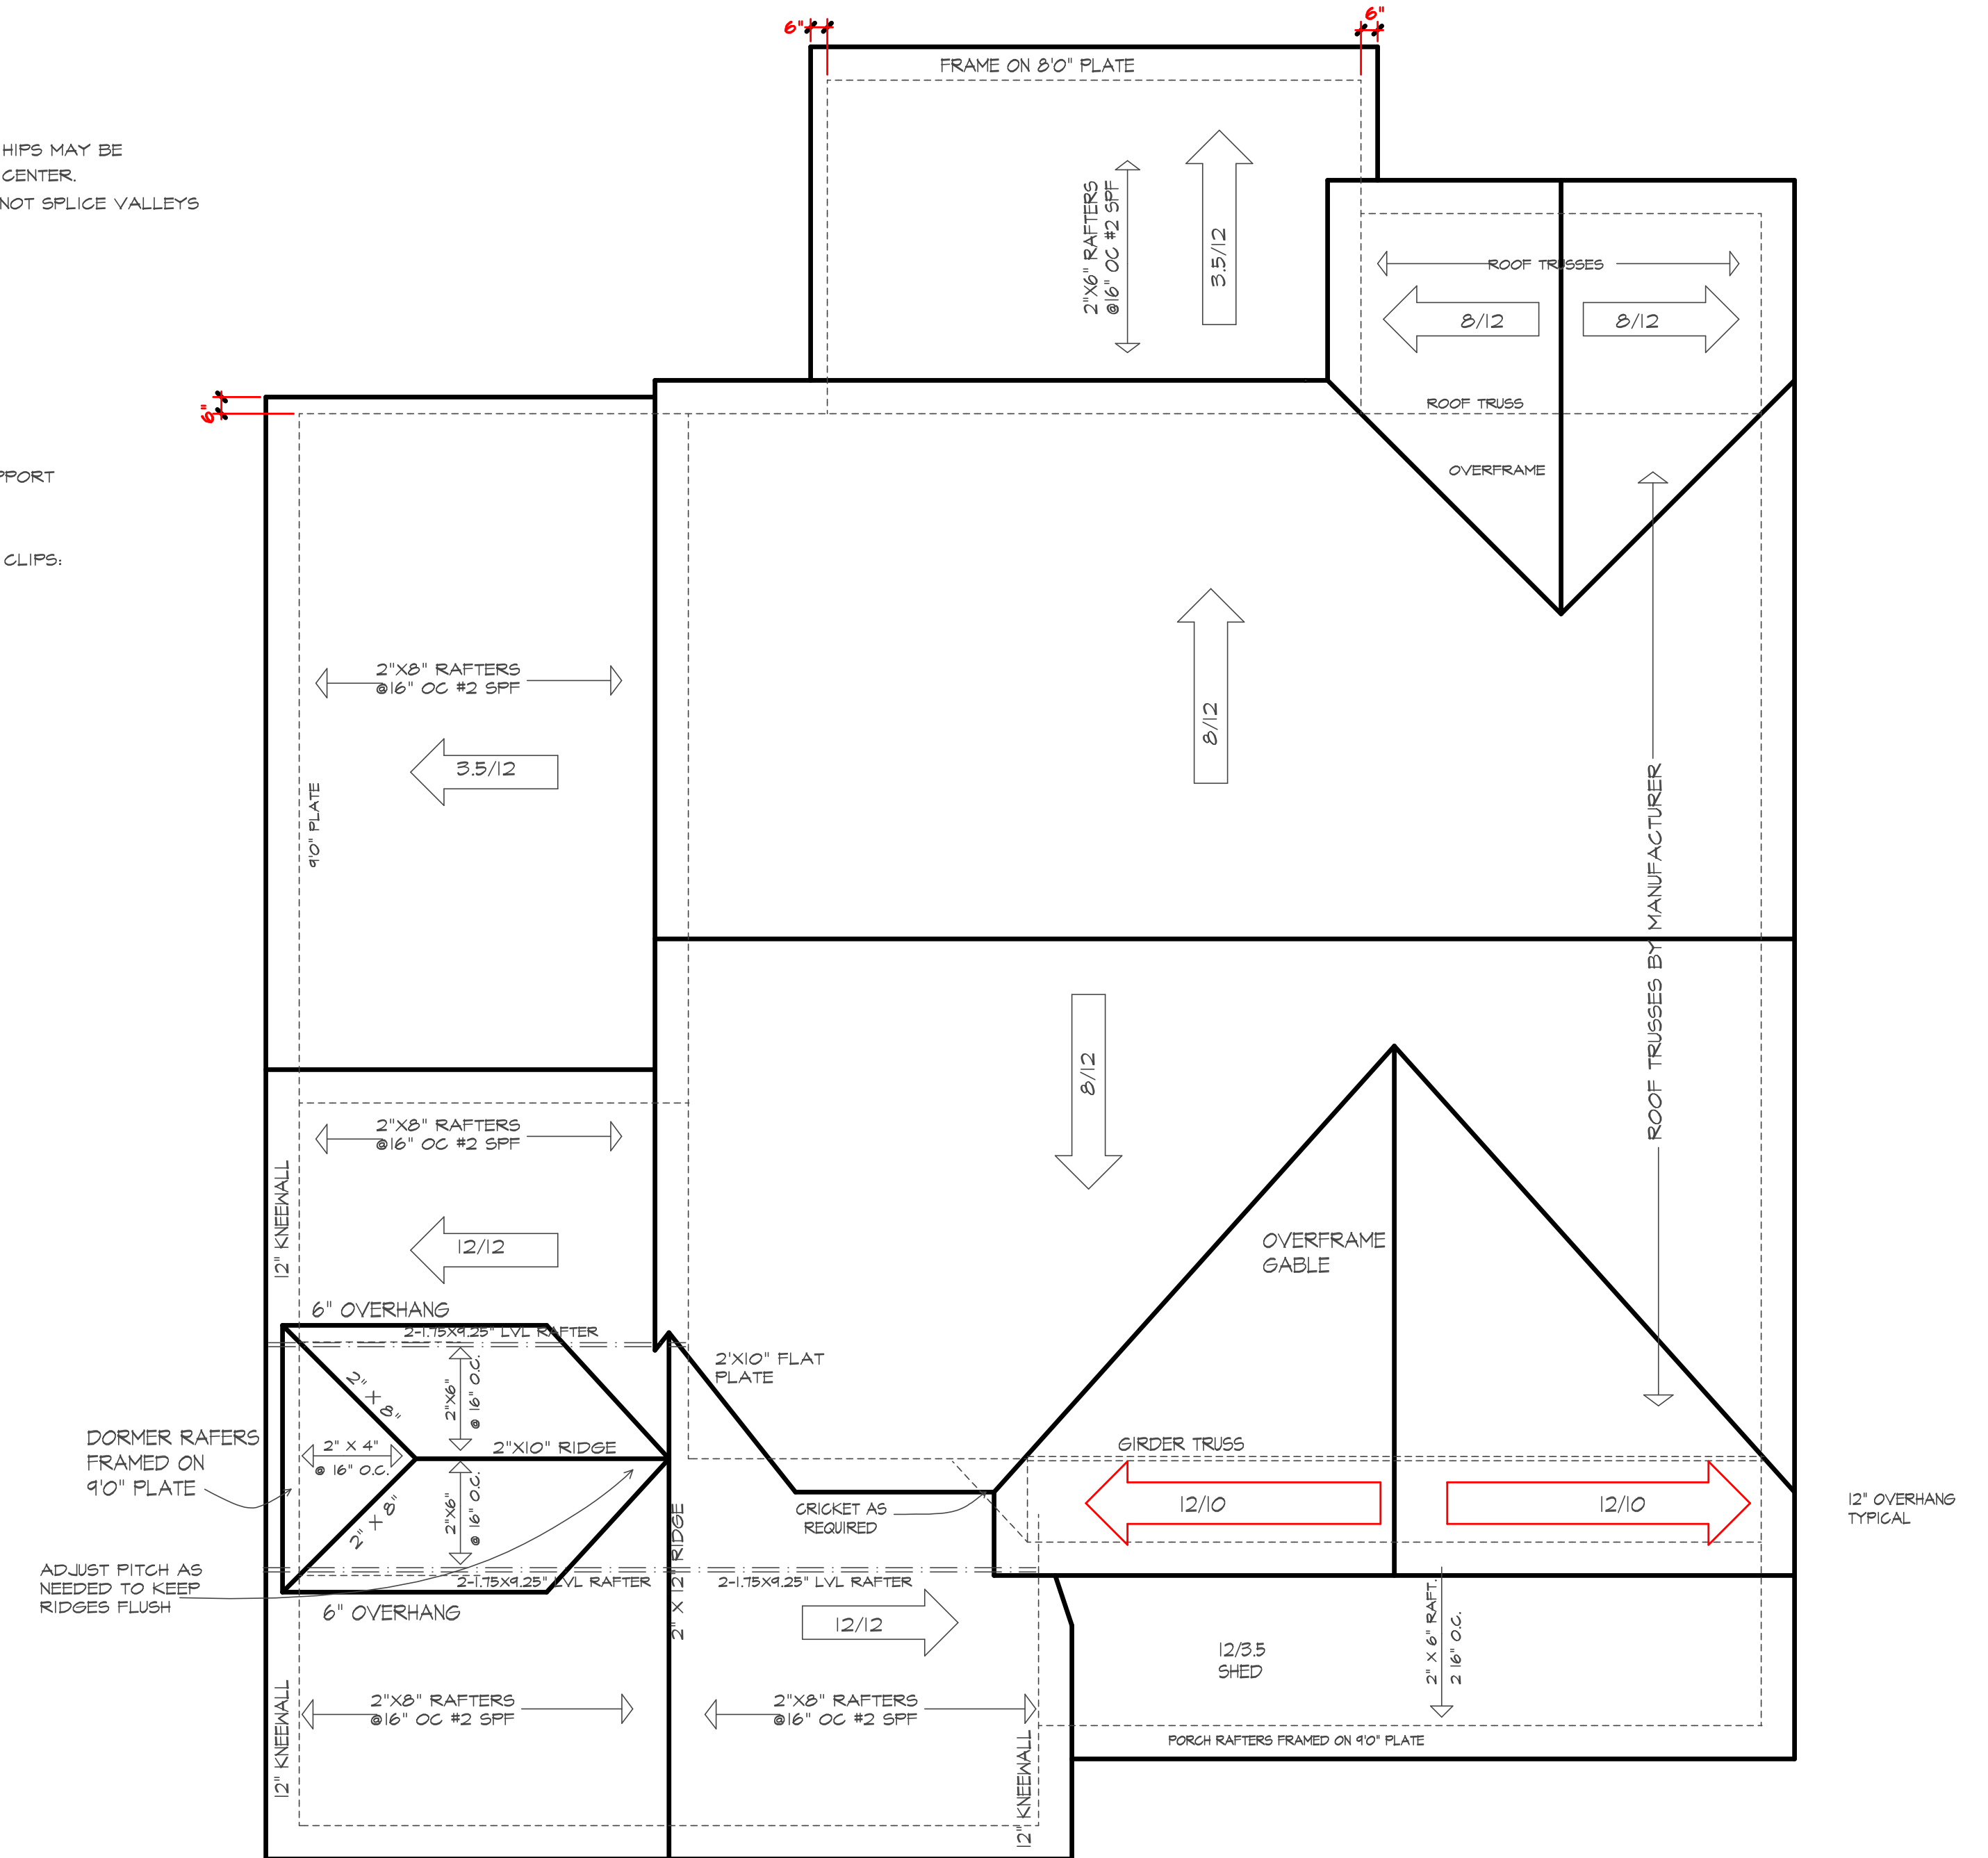 6"
6"
FRAME ON 8'0" PLATE
HIPS MAY BE
CENTER.
NOT SPLICE VALLEYS
2"X6" RAFTERS
@16" OC #2 SPF
3.5/12
ROOF TRUSSES
8/12
8/12
6"
ROOF TRUSS
OVERFRAME
PPORT
CLIPS:
2"X8" RAFTERS
@16" OC #2 SPF
3.5/12
9'0" PLATE
8/12
ROOF TRUSSES BY MANUFACTURER
8/12
2"X8" RAFTERS
@16" OC #2 SPF
12" KNEEWALL
12/12
OVERFRAME
GABLE
6" OVERHANG
2-1.75X9.25" LVL RAFTER
2'X10" FLAT
PLATE
2" X 8"
2"X6"
@ 16" O.C.
DORMER RAFERS
FRAMED ON
9'0" PLATE
2" X 4"
@ 16" O.C.
2"X10" RIDGE
GIRDER TRUSS
2" X 8"
2"X6"
@ 16" O.C.
2" X 12" RIDGE
CRICKET AS
REQUIRED
12/10
12/10
12" OVERHANG
TYPICAL
ADJUST PITCH AS
NEEDED TO KEEP
RIDGES FLUSH
2-1.75X9.25" LVL RAFTER
2-1.75X9.25" LVL RAFTER
6" OVERHANG
12/12
12/3.5
SHED
2" X 6" RAFT.
2 16" O.C.
12" KNEEWALL
2"X8" RAFTERS
@16" OC #2 SPF
2"X8" RAFTERS
@16" OC #2 SPF
12" KNEEWALL
PORCH RAFTERS FRAMED ON 9'0" PLATE